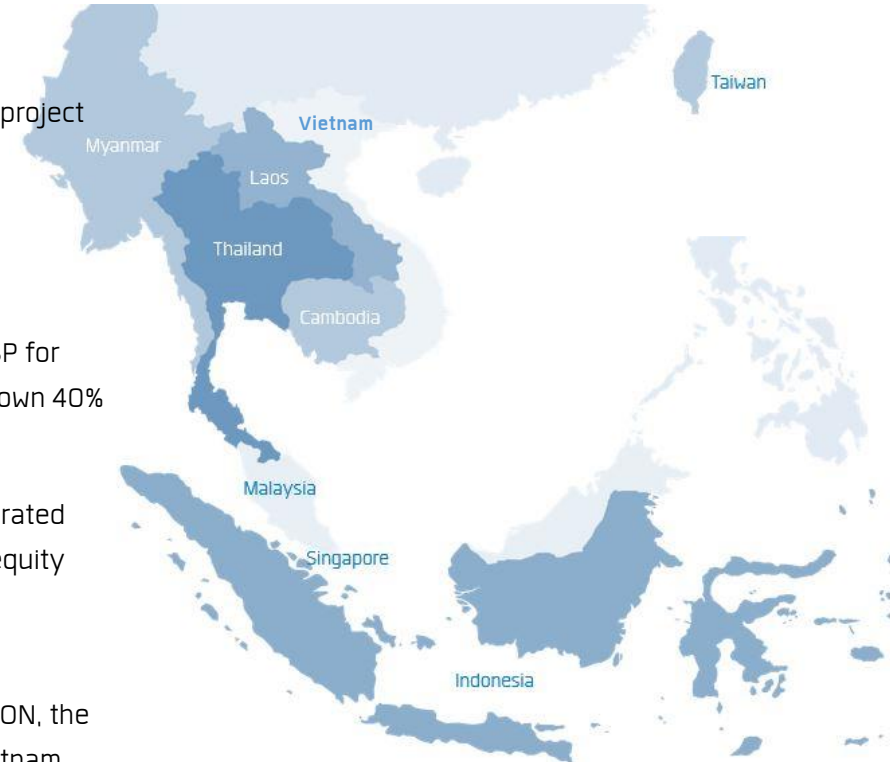 project
P for
own 40%
rated
equity
ON, the
Taiwan
Vietnam
Myanmar
Laos
Thailand
Cambodia
Malaysia
Singapore
Indonesia